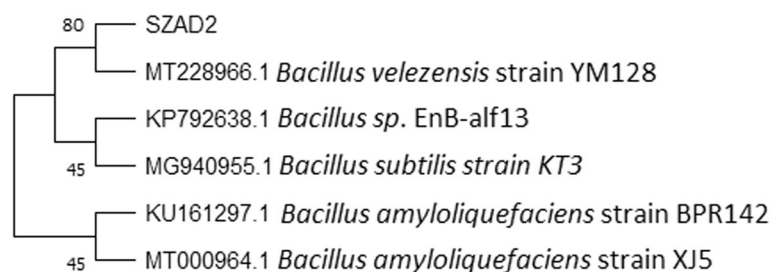 80
SZAD2
MT228966.1 Bacillus velezensis strain YM128
KP792638.1 Bacillus sp. EnB-alf13
45
MG940955.1 Bacillus subtilis strain KT3
KU161297.1 Bacillus amyloliquefaciens strain BPR142
45
MT000964.1 Bacillus amyloliquefaciens strain XJ5